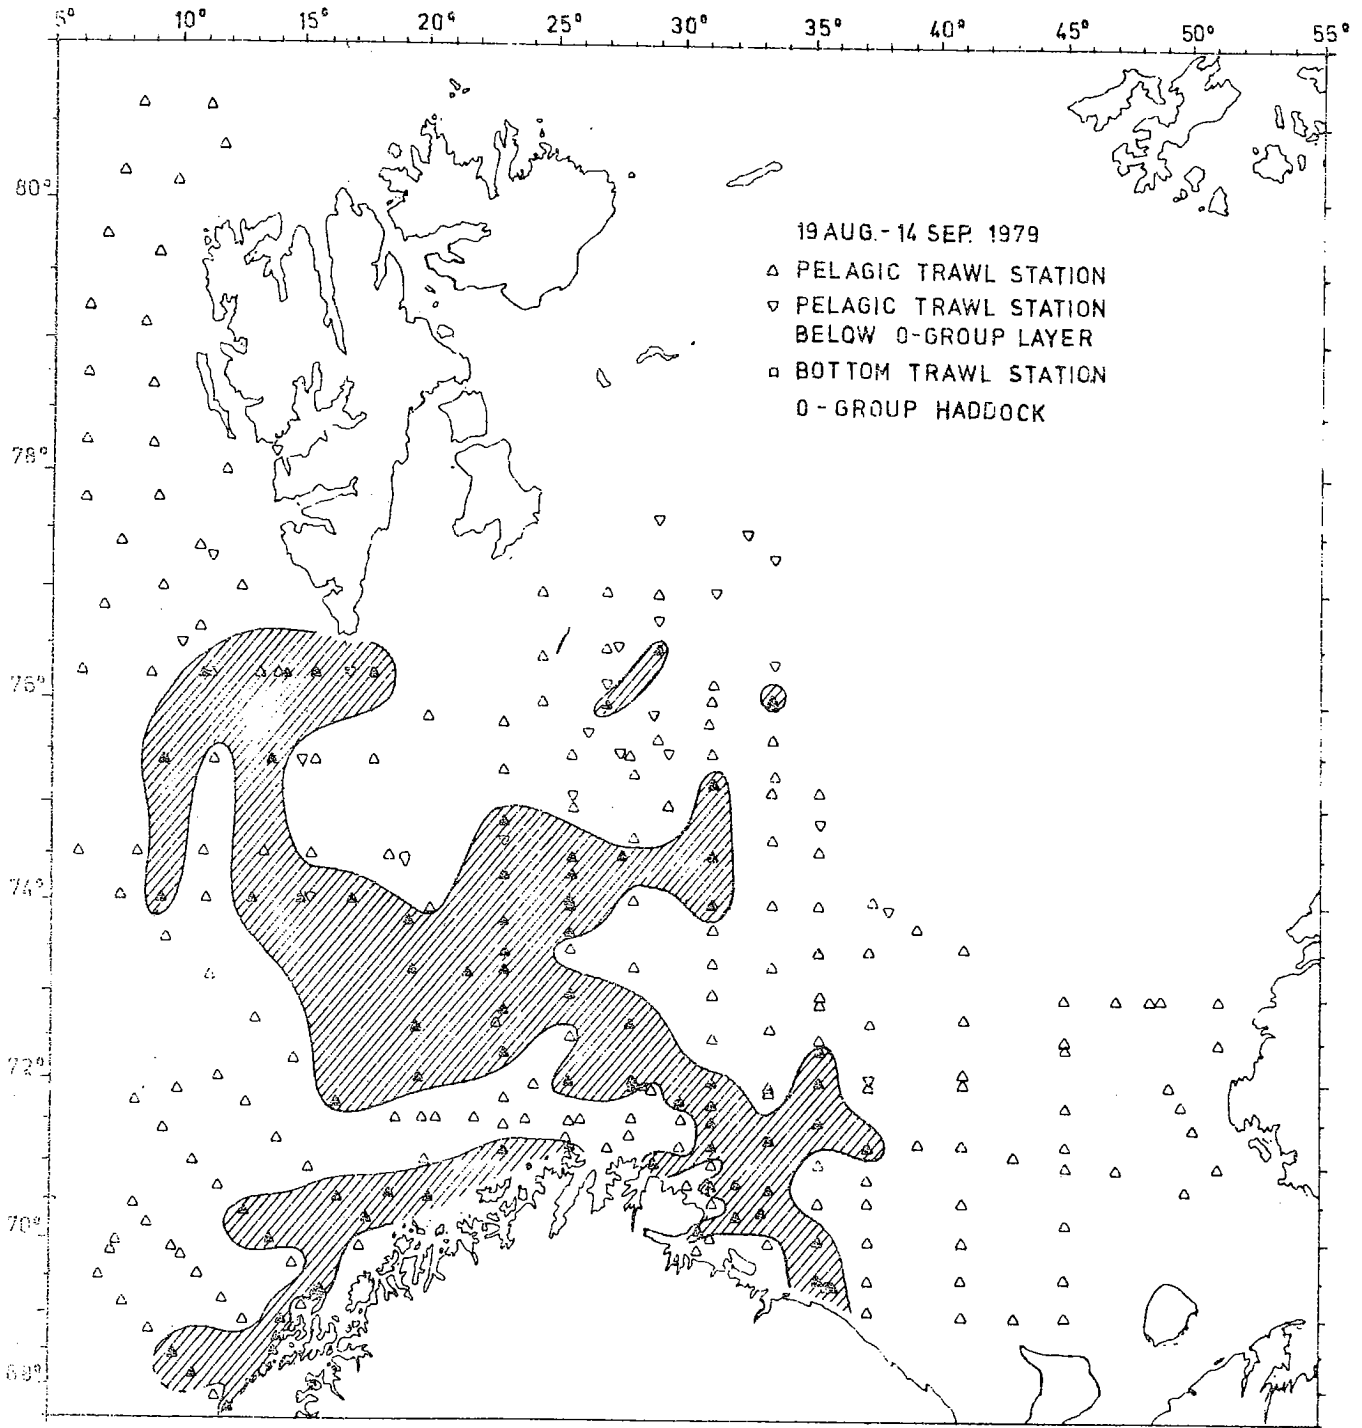 5° 10° 15° 20° 25° 30° 35° 40° 45° 50° 55°
80°
19 AUG.- 14 SEP. 1979
PELAGIC TRAWL STATION
PELAGIC TRAWL STATION
BELOW 0-GROUP LAYER
BOTTOM TRAWL STATION
0-GROUP HADDOCK
78°
76°
74°
72°
70°
68°